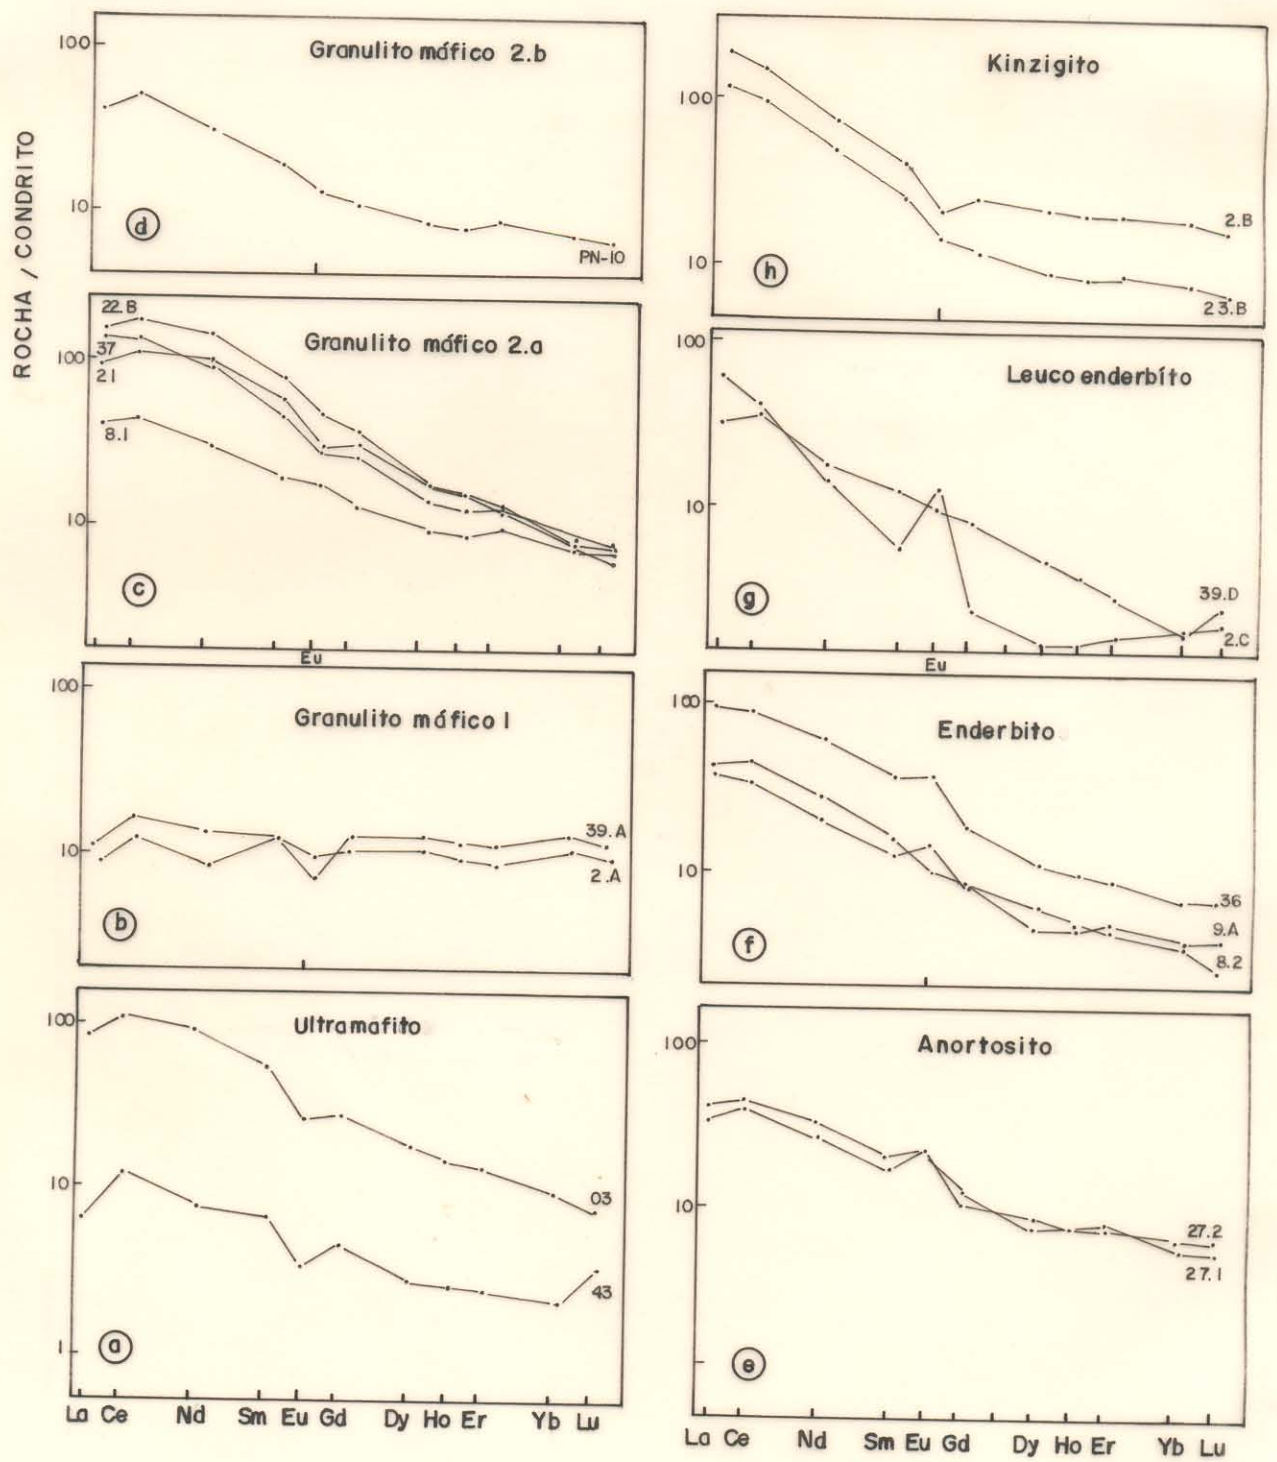 ROCHA / CONDRITO
100
Granulito máfico 2.b
10
d
PN-10
22.B
37
100
21
8.1
Granulito máfico 2.a
10
c
Eu
100
Granulito máfico 1
10
39.A
2.A
b
100
Ultramafito
10
03
43
1
a
La Ce Nd Sm Eu Gd Dy Ho Er Yb Lu
Kinzigito
100
2.B
10
h
23.B
100
Leuco enderbíto
10
g
39.D
2.C
Eu
100
Enderbito
10
36
9.A
8.2
f
100
Anortosito
10
27.2
27.1
e
La Ce Nd Sm Eu Gd Dy Ho Er Yb Lu